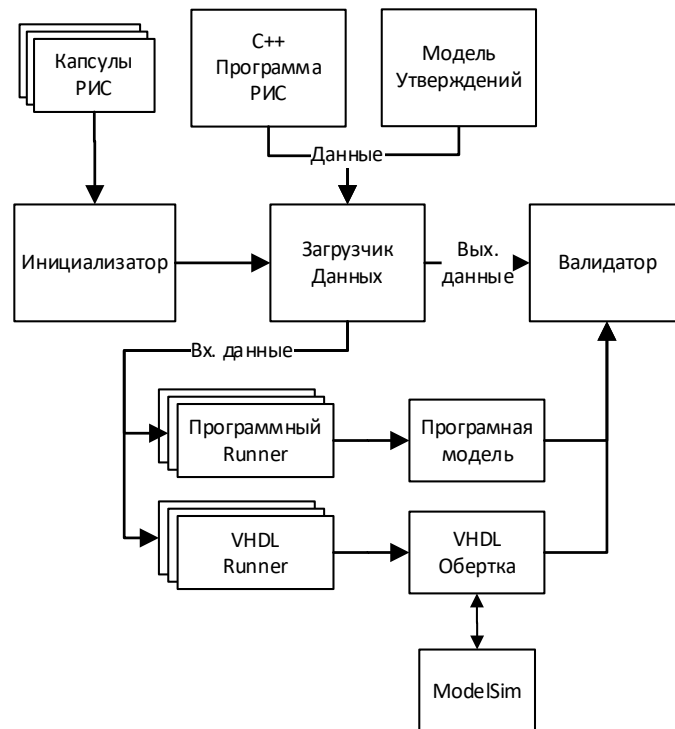 Капсулы
РИС
C++
Программа
РИС
Модель
Утверждений
Данные
Инициализатор
Загрузчик
Данных
Вых.
данные
Валидатор
Вх. данные
Программный
Runner
Програмная
модель
VHDL
Runner
VHDL
Обертка
ModelSim